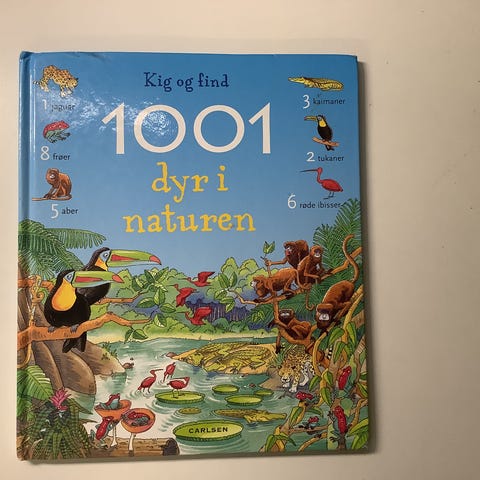 Kig og find
1001
dyr i
naturen
1 jaguar
8 frøer
5 aber
3 kaimaner
2 tukaner
6 røde ibisser
CARLSEN